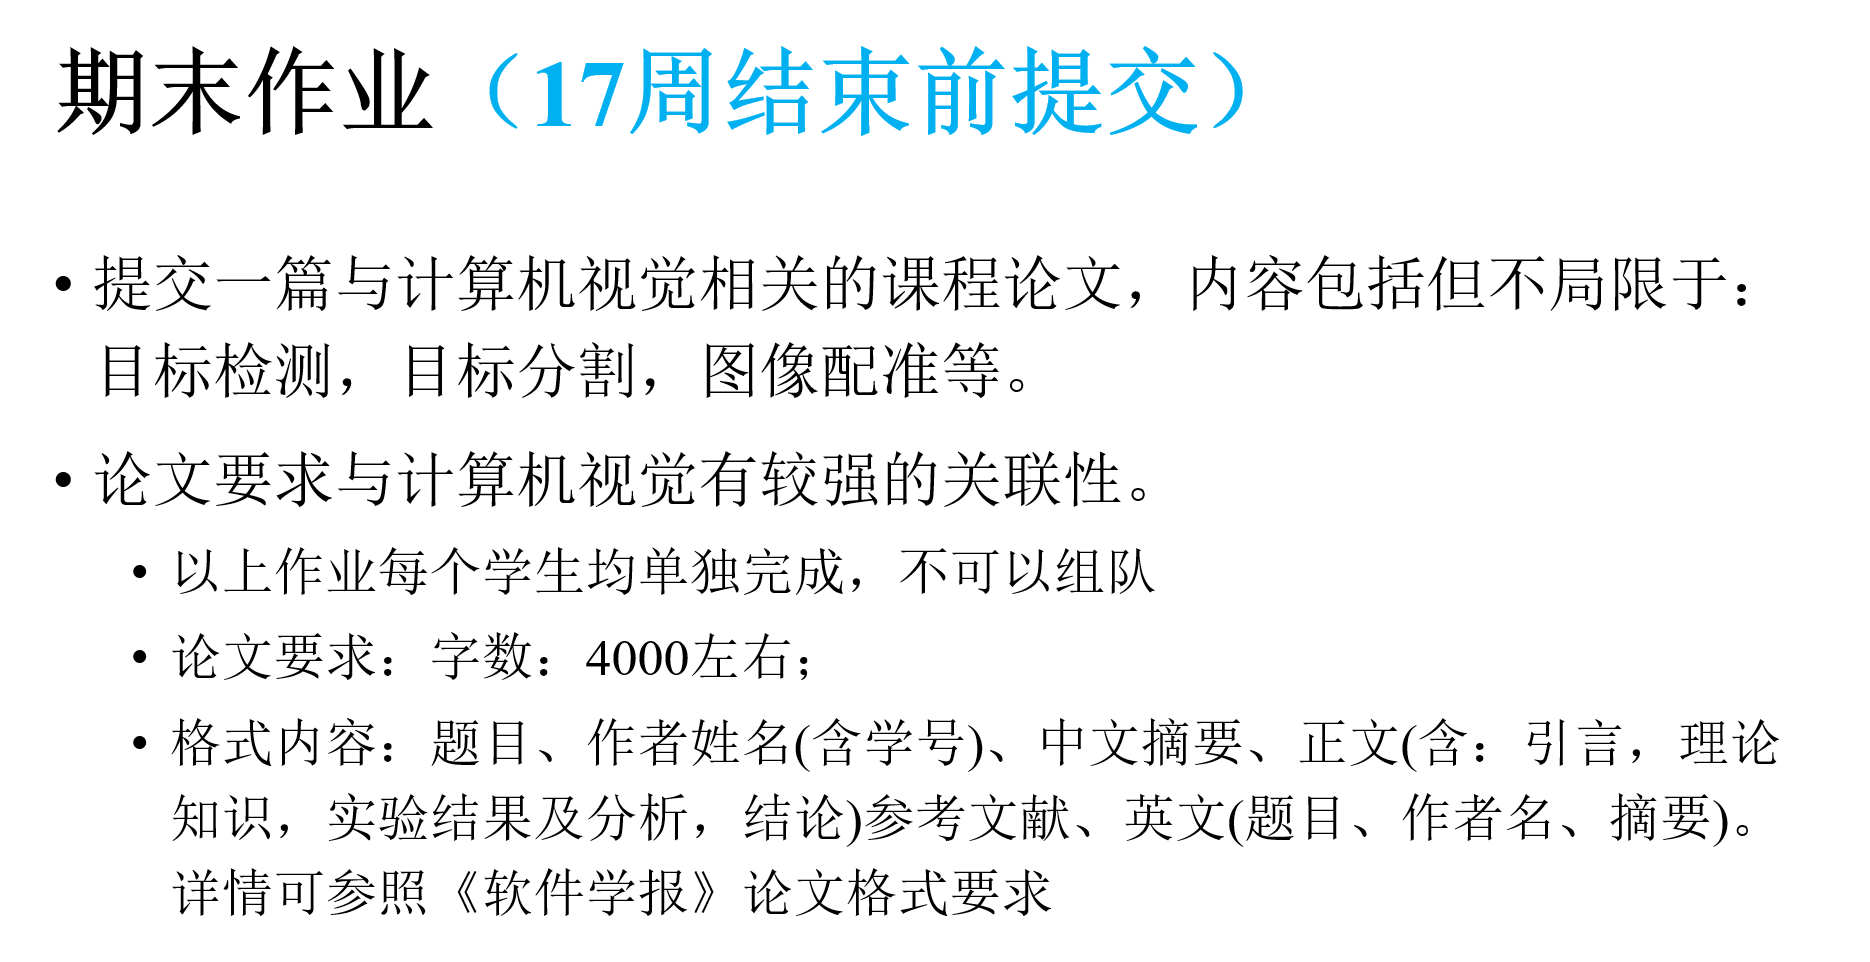 期末作业（17周结束前提交）
• 提交一篇与计算机视觉相关的课程论文，内容包括但不局限于：
目标检测，目标分割，图像配准等。
• 论文要求与计算机视觉有较强的关联性。
• 以上作业每个学生均单独完成，不可以组队
• 论文要求：字数：4000左右；
• 格式内容：题目、作者姓名(含学号)、中文摘要、正文(含：引言，理论
知识，实验结果及分析，结论)参考文献、英文(题目、作者名、摘要)。
详情可参照《软件学报》论文格式要求